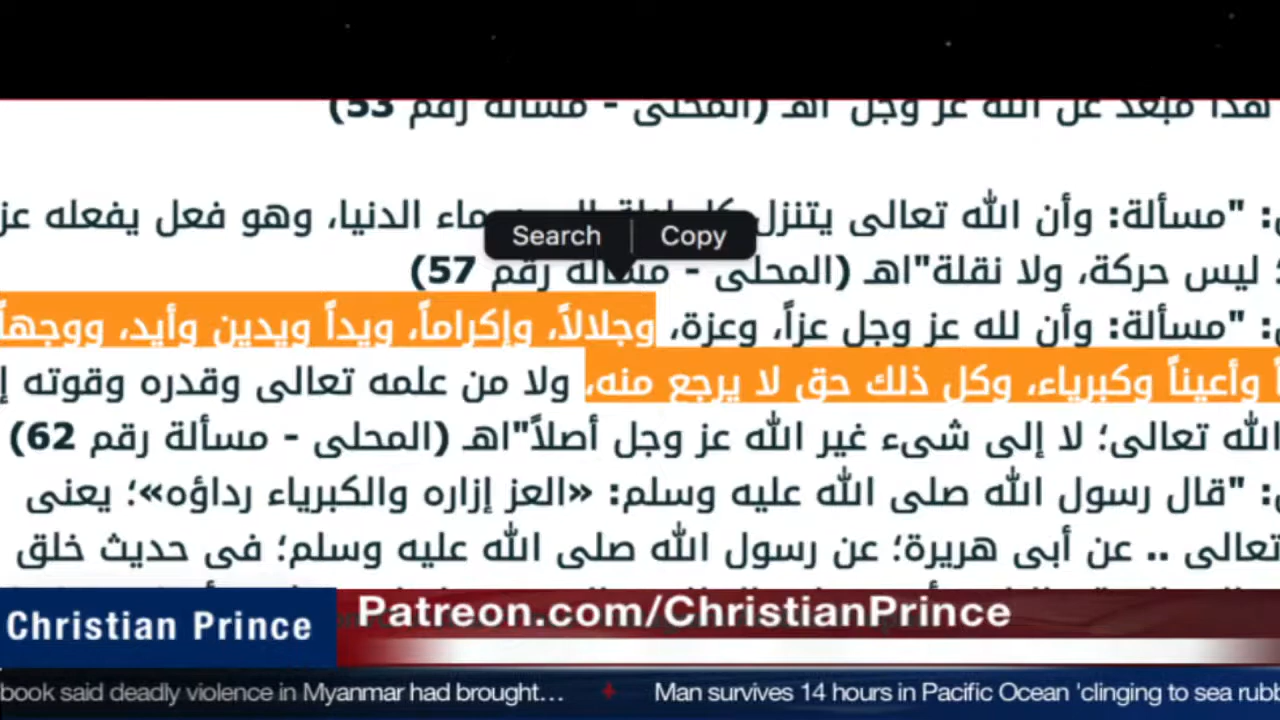 هذا مبعد عن الله عز وجل"اهـ (المحلى - مسألة رقم 53)
: "مسألة: وأن الله تعالى يتنزل كل ليلة إلى سماء الدنيا، وهو فعل يفعله عز
Search
Copy
ليس حركة، ولا نقلة"اهـ (المحلى - مسألة رقم 57)
: "مسألة: وأن لله عز وجل عزاً، وعزة، وجلالاً، وإكراماً، ويداً ويدين وأيد، ووجهاً
وأعيناً وكبرياء، وكل ذلك حق لا يرجع منه، ولا من علمه تعالى وقدره وقوته إ
الله تعالى؛ لا إلى شيء غير الله عز وجل أصلاً"اهـ (المحلى - مسألة رقم 62)
: "قال رسول الله صلى الله عليه وسلم: «العز إزاره والكبرياء رداؤه»؛ يعني
تعالى .. عن أبي هريرة؛ عن رسول الله صلى الله عليه وسلم؛ في حديث خلق
Christian Prince
Patreon.com/ChristianPrince
book said deadly violence in Myanmar had brought…
Man survives 14 hours in Pacific Ocean 'clinging to sea rubb